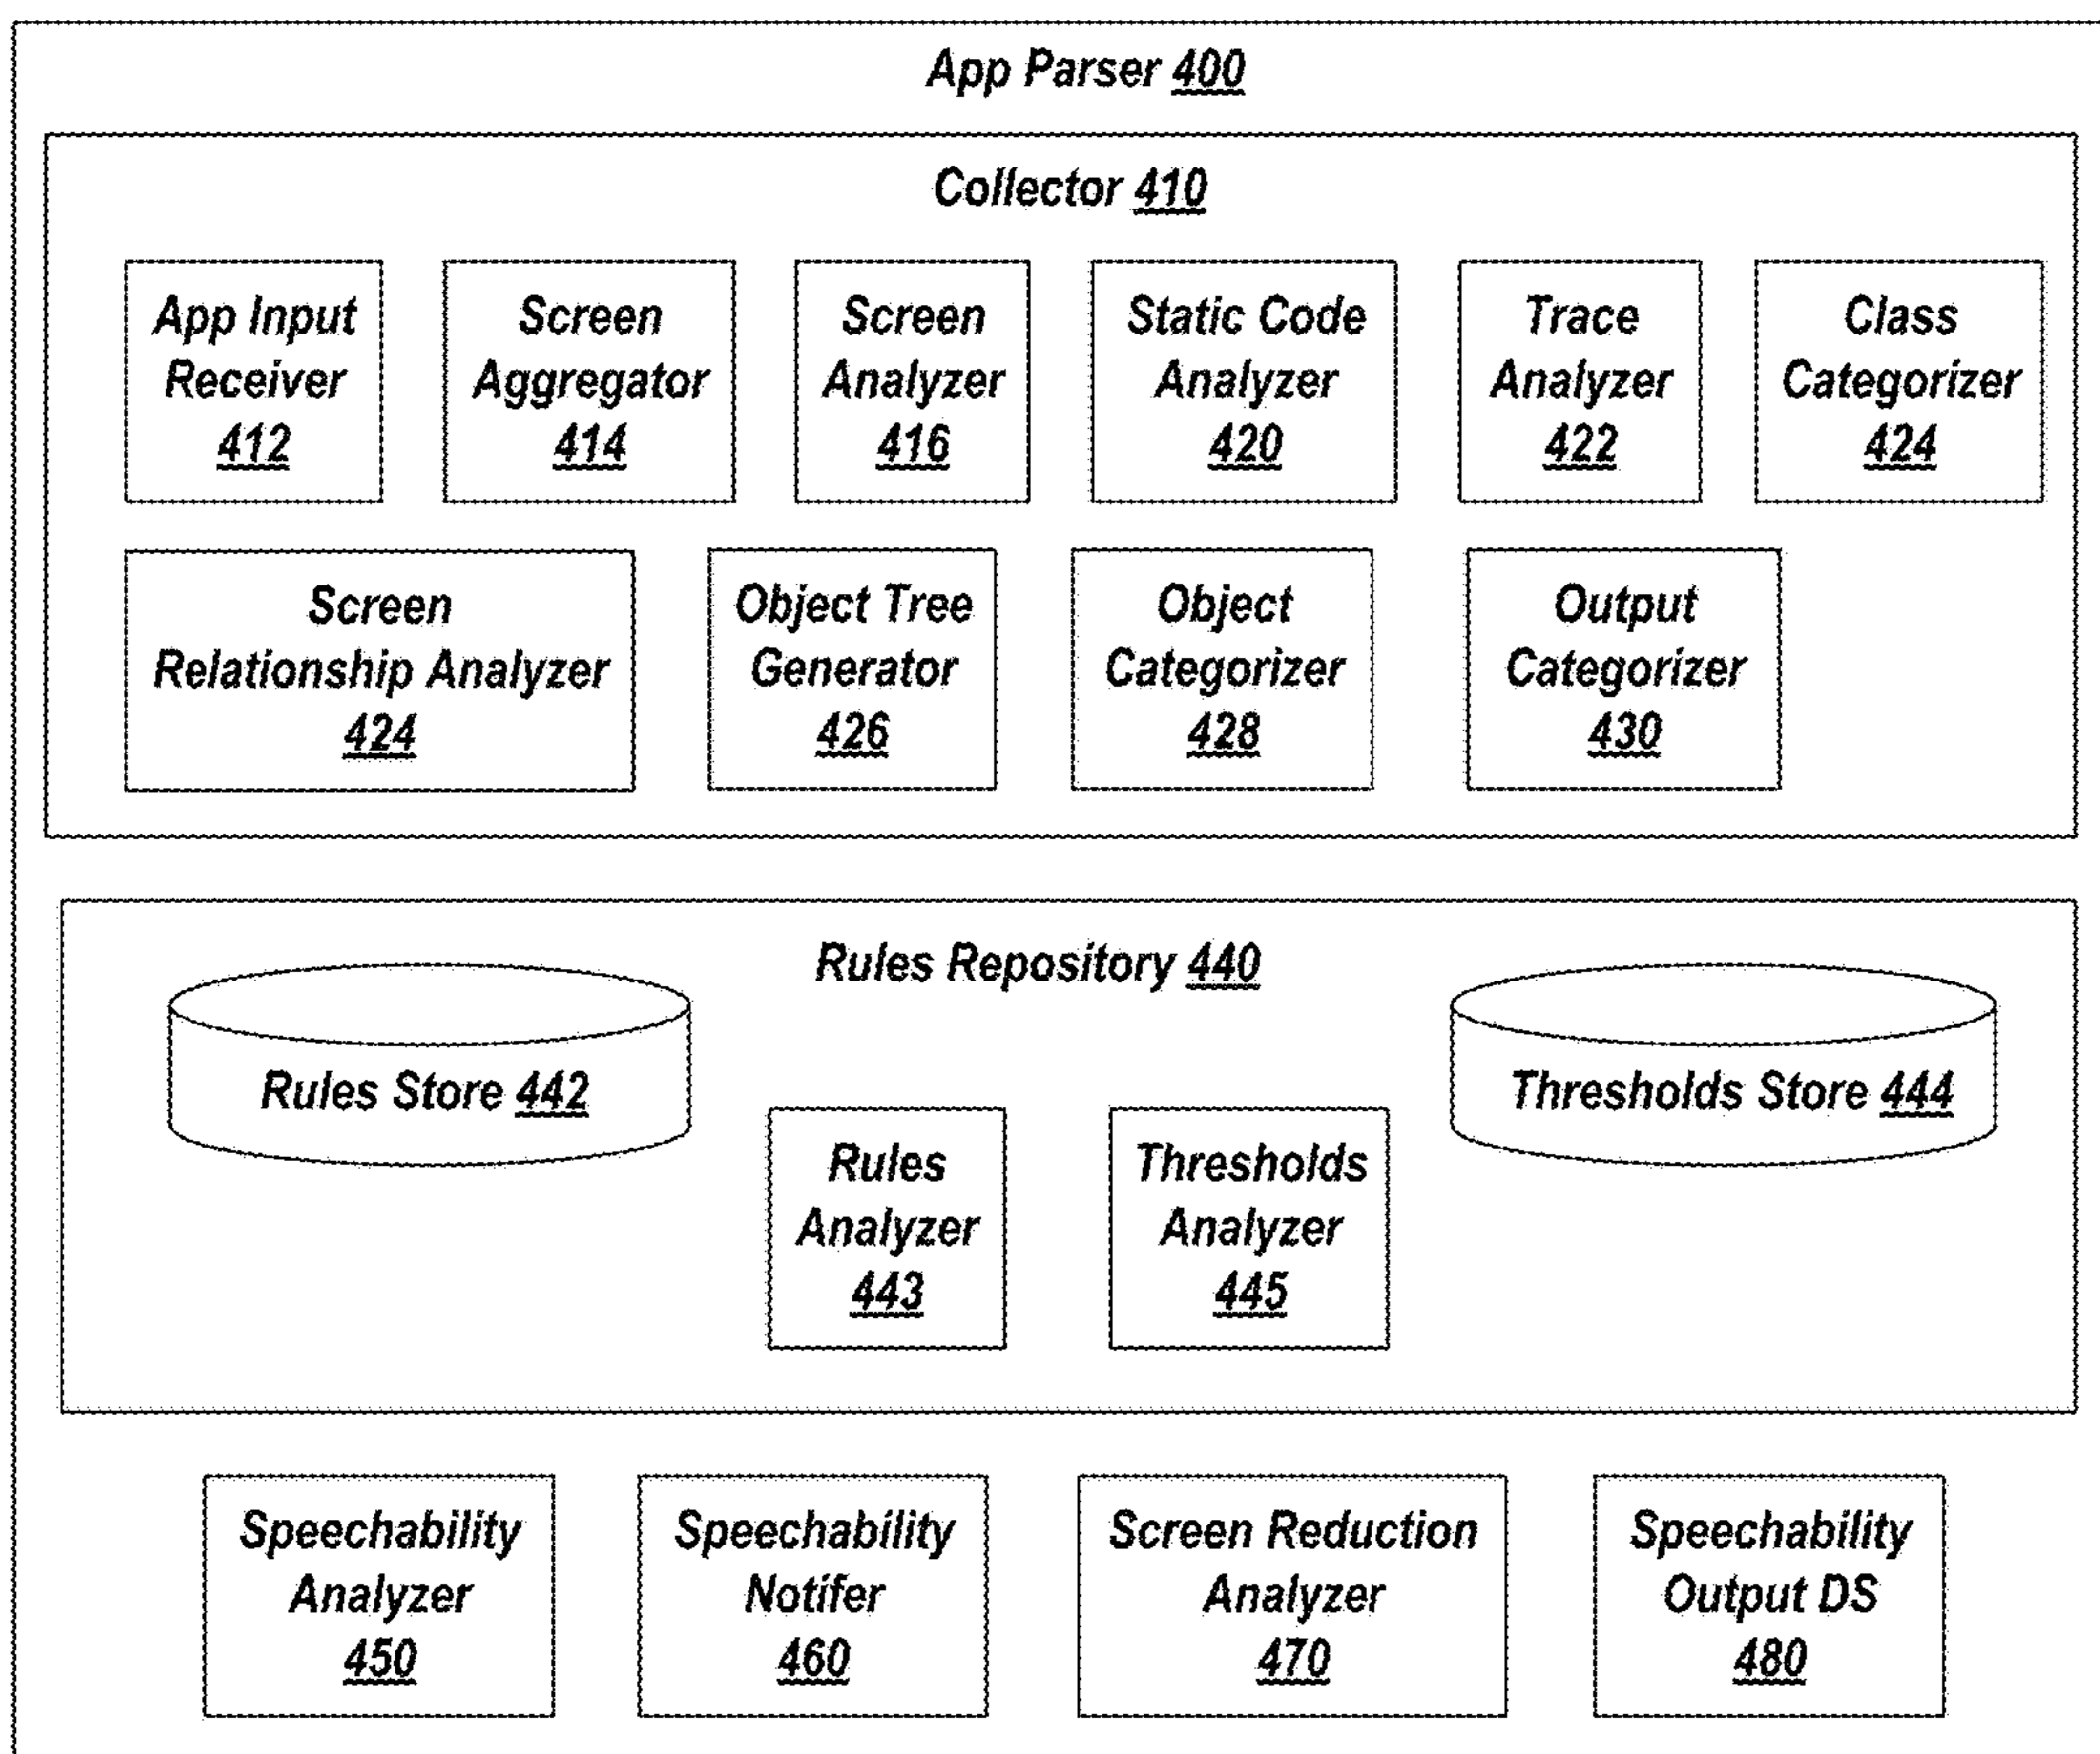 App Parser 400
Collector 410
App Input
Receiver
412
Screen
Aggregator
414
Screen
Analyzer
416
Static Code
Analyzer
420
Trace
Analyzer
422
Class
Categorizer
424
Screen
Relationship Analyzer
424
Object Tree
Generator
426
Object
Categorizer
428
Output
Categorizer
430
Rules Repository 440
Rules Store 442
Thresholds Store 444
Rules
Analyzer
443
Thresholds
Analyzer
445
Speechability
Analyzer
450
Speechability
Notifer
460
Screen Reduction
Analyzer
470
Speechability
Output DS
480